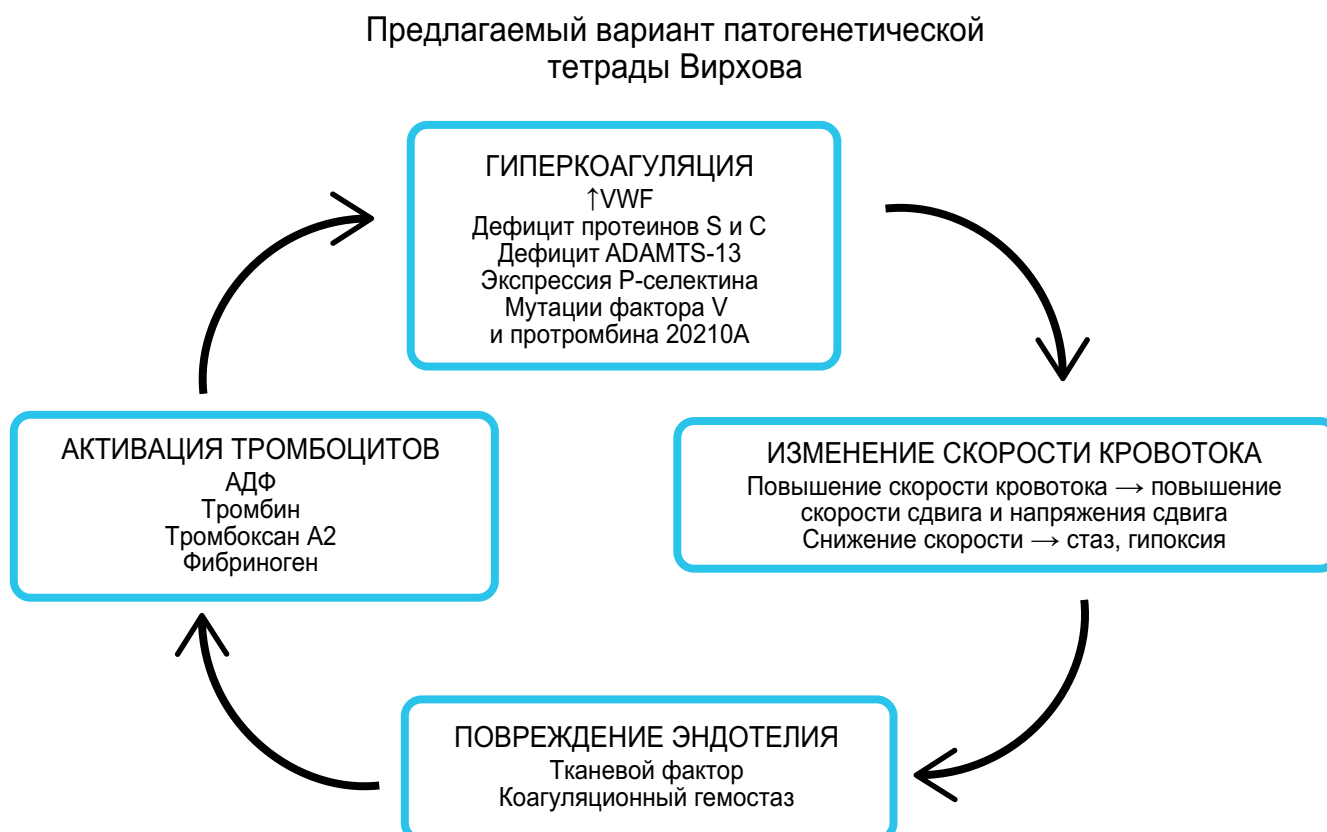 Предлагаемый вариант патогенетической
тетрады Вирхова
ГИПЕРКОАГУЛЯЦИЯ
↑VWF
Дефицит протеинов S и C
Дефицит ADAMTS-13
Экспрессия Р-селектина
Мутации фактора V
и протромбина 20210А
АКТИВАЦИЯ ТРОМБОЦИТОВ
АДФ
Тромбин
Тромбоксан А2
Фибриноген
ИЗМЕНЕНИЕ СКОРОСТИ КРОВОТОКА
Повышение скорости кровотока → повышение
скорости сдвига и напряжения сдвига
Снижение скорости → стаз, гипоксия
ПОВРЕЖДЕНИЕ ЭНДОТЕЛИЯ
Тканевой фактор
Коагуляционный гемостаз